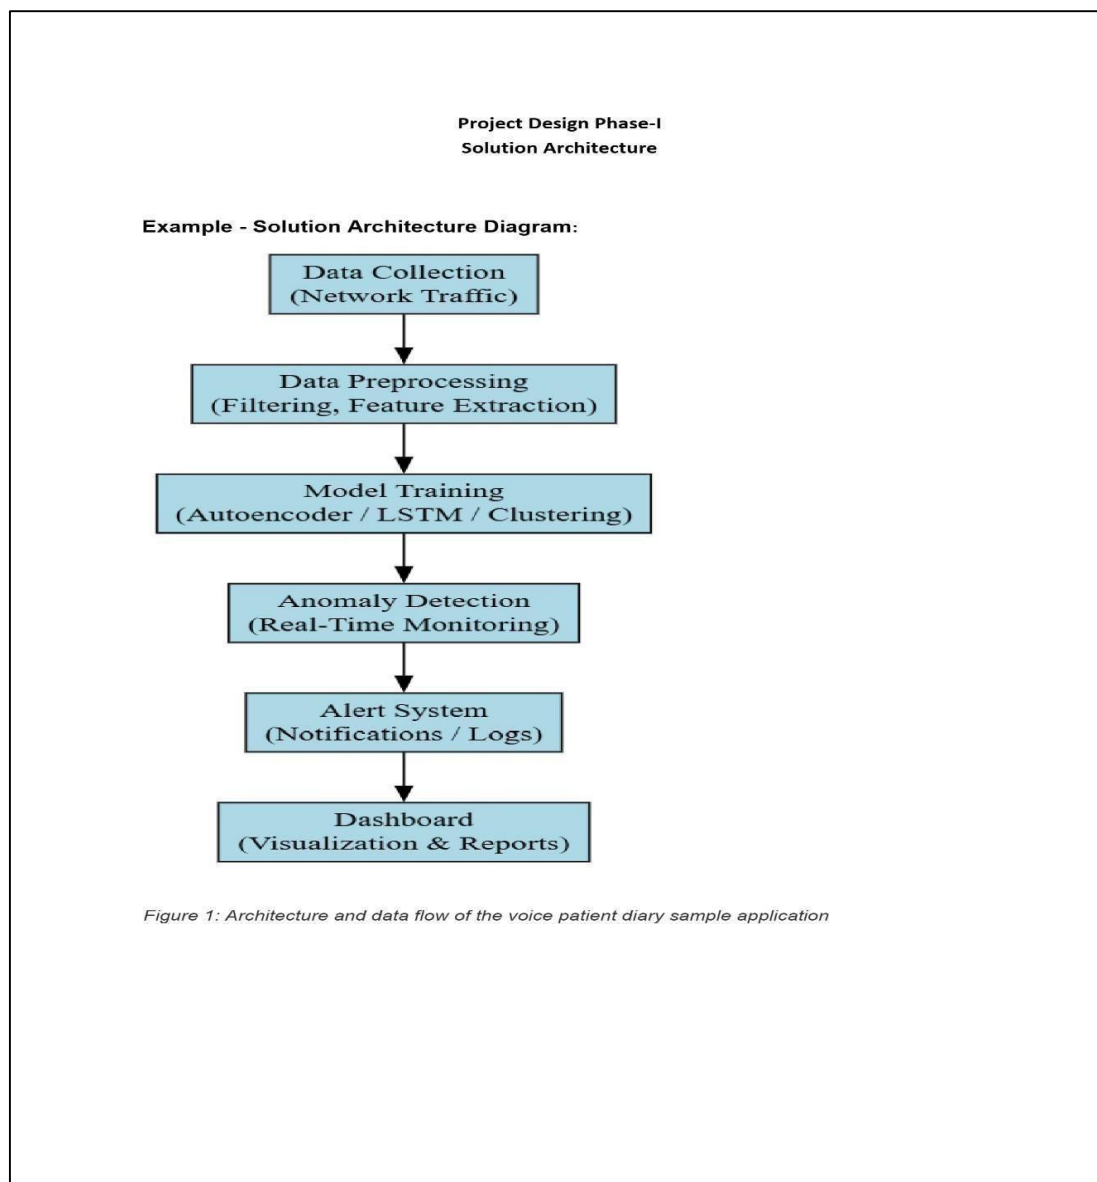 Project Design Phase-I
Solution Architecture
Example - Solution Architecture Diagram:
Data Collection
(Network Traffic)
Data Preprocessing
(Filtering, Feature Extraction)
Model Training
(Autoencoder / LSTM / Clustering)
Anomaly Detection
(Real-Time Monitoring)
Alert System
(Notifications / Logs)
Dashboard
(Visualization & Reports)
Figure 1: Architecture and data flow of the voice patient diary sample application